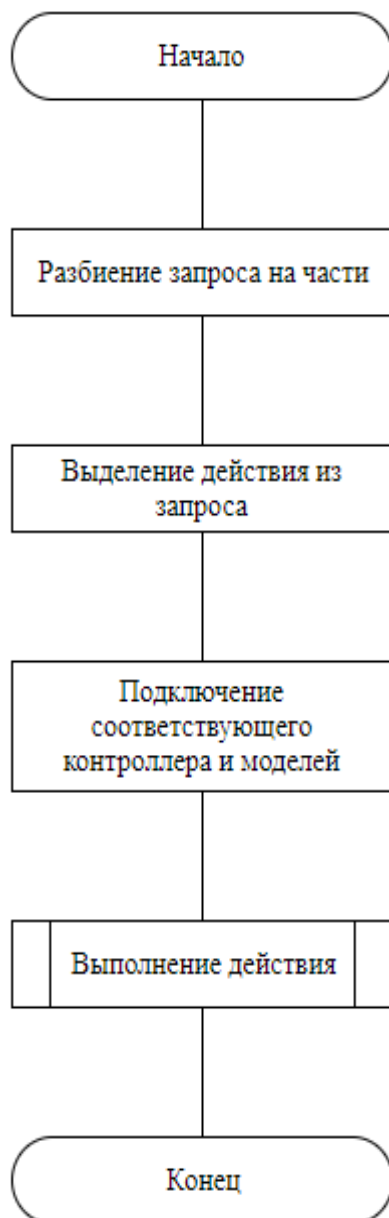 Начало
Разбиение запроса на части
Выделение действия из
запроса
Подключение
соответствующего
контроллера и моделей
Выполнение действия
Конец